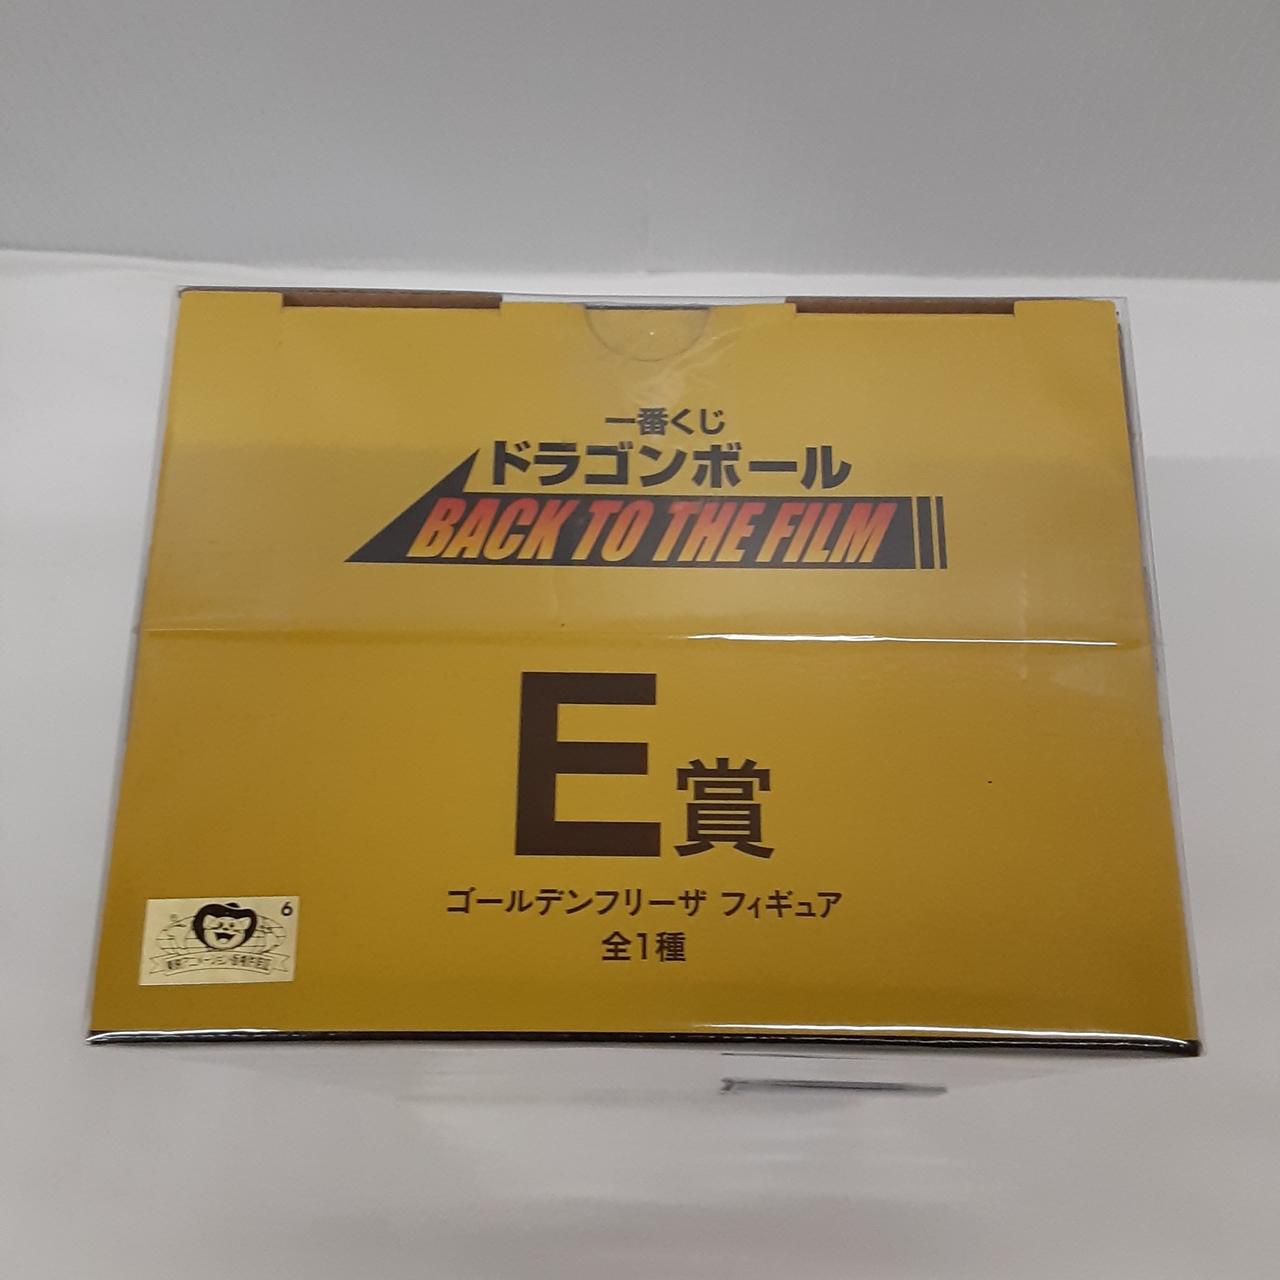 一番くじ
ドラゴンボール
BACK TO THE FILM
E賞
ゴールデンフリーザ フィギュア
全1種
6